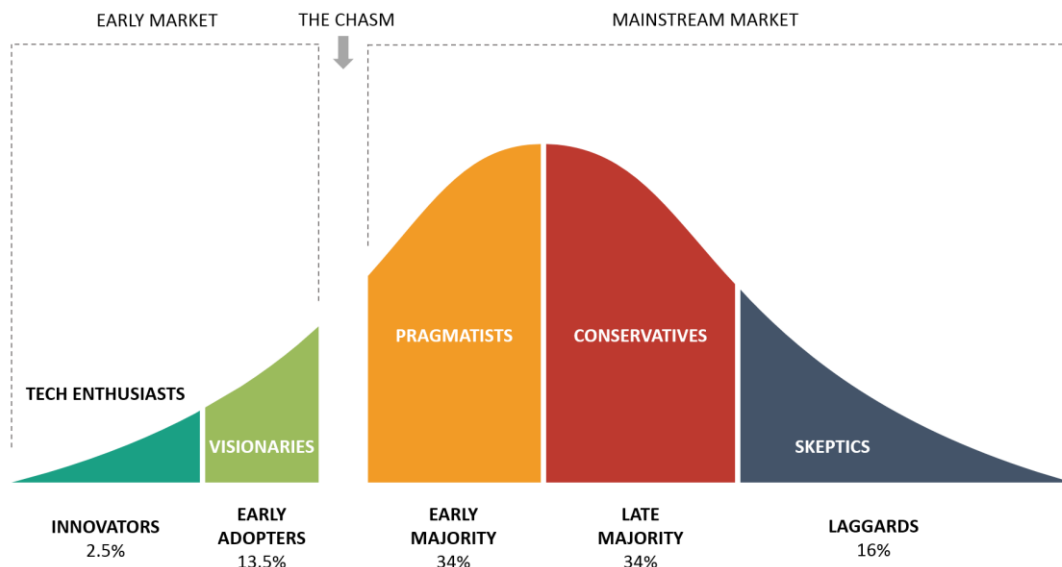 EARLY MARKET
THE CHASM
MAINSTREAM MARKET
PRAGMATISTS
CONSERVATIVES
TECH ENTHUSIASTS
VISIONARIES
SKEPTICS
INNOVATORS
2.5%
EARLY
ADOPTERS
13.5%
EARLY
MAJORITY
34%
LATE
MAJORITY
34%
LAGGARDS
16%